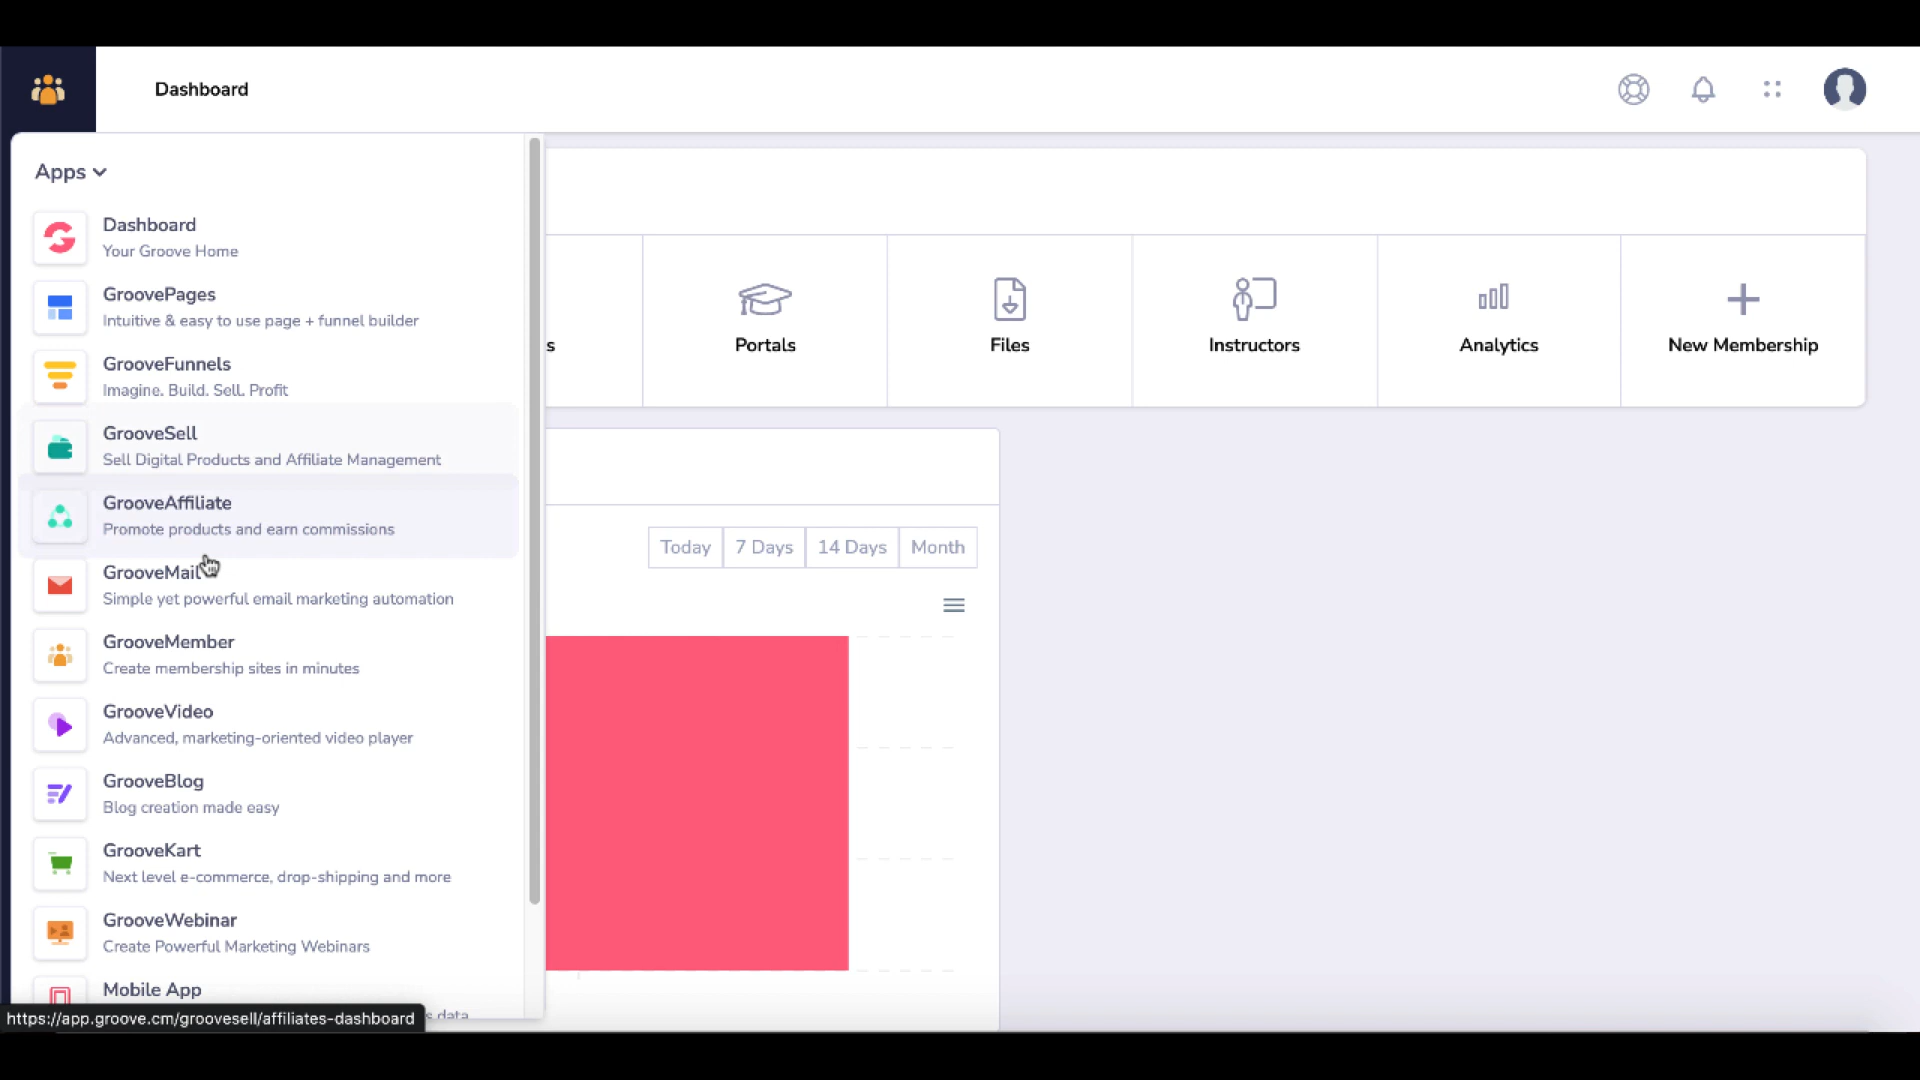 Dashboard
Apps
Dashboard
Your Groove Home
GroovePages
Intuitive & easy to use page + funnel builder
GrooveFunnels
Imagine. Build. Sell. Profit
GrooveSell
Sell Digital Products and Affiliate Management
GrooveAffiliate
Promote products and earn commissions
GrooveMail
Simple yet powerful email marketing automation
GrooveMember
Create membership sites in minutes
GrooveVideo
Advanced, marketing-oriented video player
GrooveBlog
Blog creation made easy
GrooveKart
Next level e-commerce, drop-shipping and more
GrooveWebinar
Create Powerful Marketing Webinars
Mobile App
data
https://app.groove.cm/groovesell/affiliates-dashboard
s
Portals
Files
Instructors
Analytics
New Membership
Today
7 Days
14 Days
Month